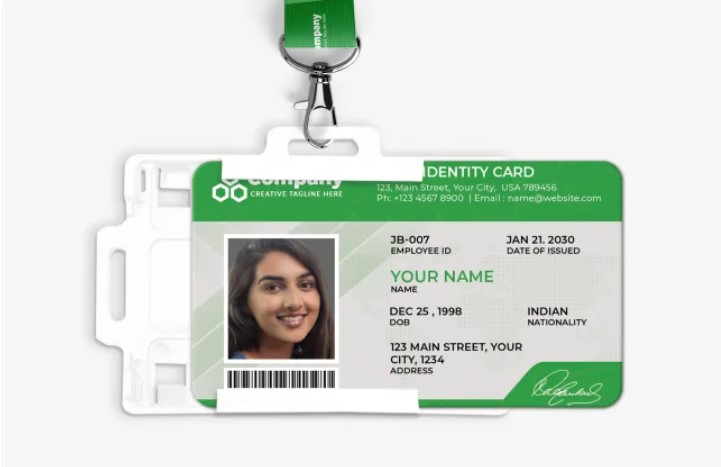 ompany
Company
IDENTITY CARD
CREATIVE TAGLINE HERE
123, Main Street, Your City, USA 789456
Ph: +123 4567 8900 | Email : name@website.com
JB-007
EMPLOYEE ID
JAN 21. 2030
DATE OF ISSUED
YOUR NAME
NAME
DEC 25 , 1998
DOB
INDIAN
NATIONALITY
123 MAIN STREET, YOUR
CITY, 1234
ADDRESS